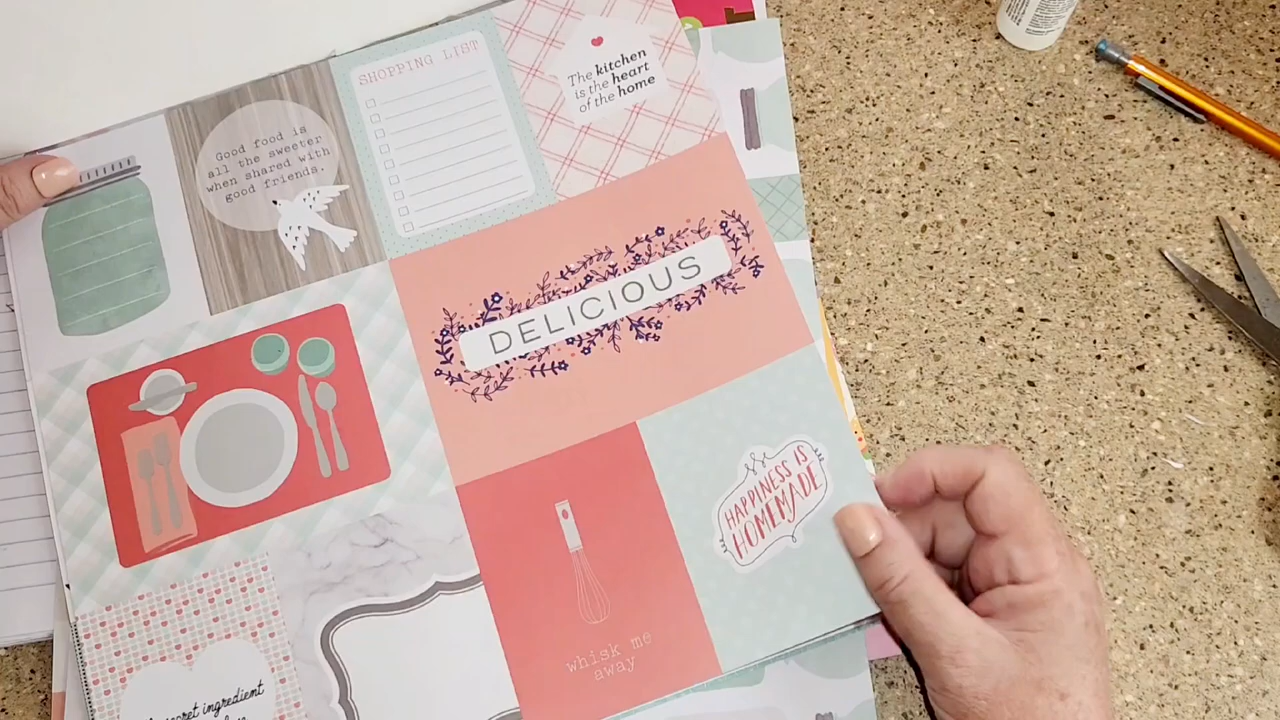 SHOPPING LIST
The kitchen
is the heart
of the home
Good food is
all the sweeter
when shared with
good friends.
DELICIOUS
HAPPINESS IS
HOMEMADE
whisk me
away
secret ingredient